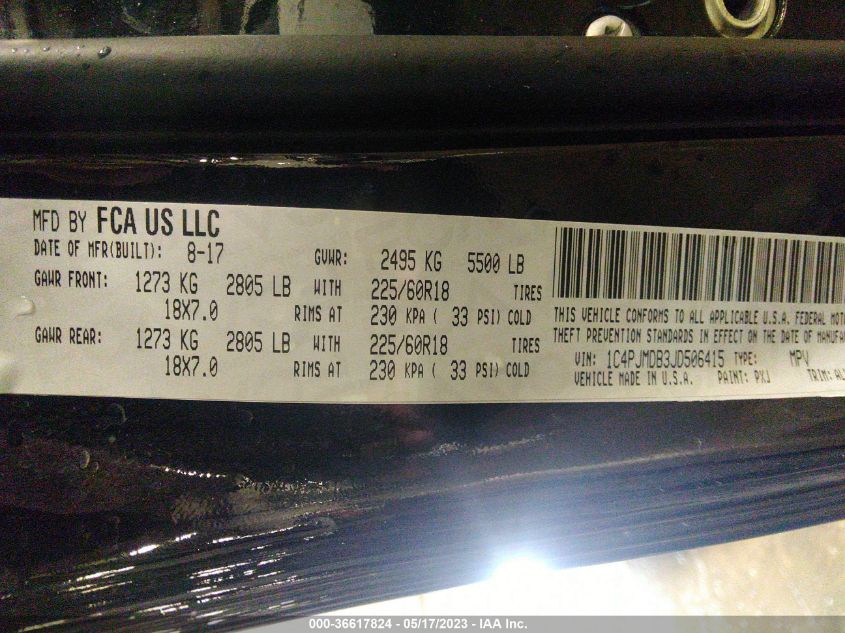 MFD BY FCA US LLC
DATE OF MFR(BUILT): 8-17 GVWR: 2495 KG 5500 LB
GAWR FRONT: 1273 KG 2805 LB WITH 225/60R18 TIRES
18X7.0 RIMS AT 230 KPA ( 33 PSI) COLD
GAWR REAR: 1273 KG 2805 LB WITH 225/60R18 TIRES
18X7.0 RIMS AT 230 KPA ( 33 PSI) COLD
THIS VEHICLE CONFORMS TO ALL APPLICABLE U.S.A. FEDERAL
THEFT PREVENTION STANDARDS IN EFFECT ON THE DATE OF
VIN: 1C4PJMDB3JD506415 TYPE: MPV
VEHICLE MADE IN U.S.A. PAINT: PXJ TRIM:
000-36617824 - 05/17/2023 - IAA Inc.